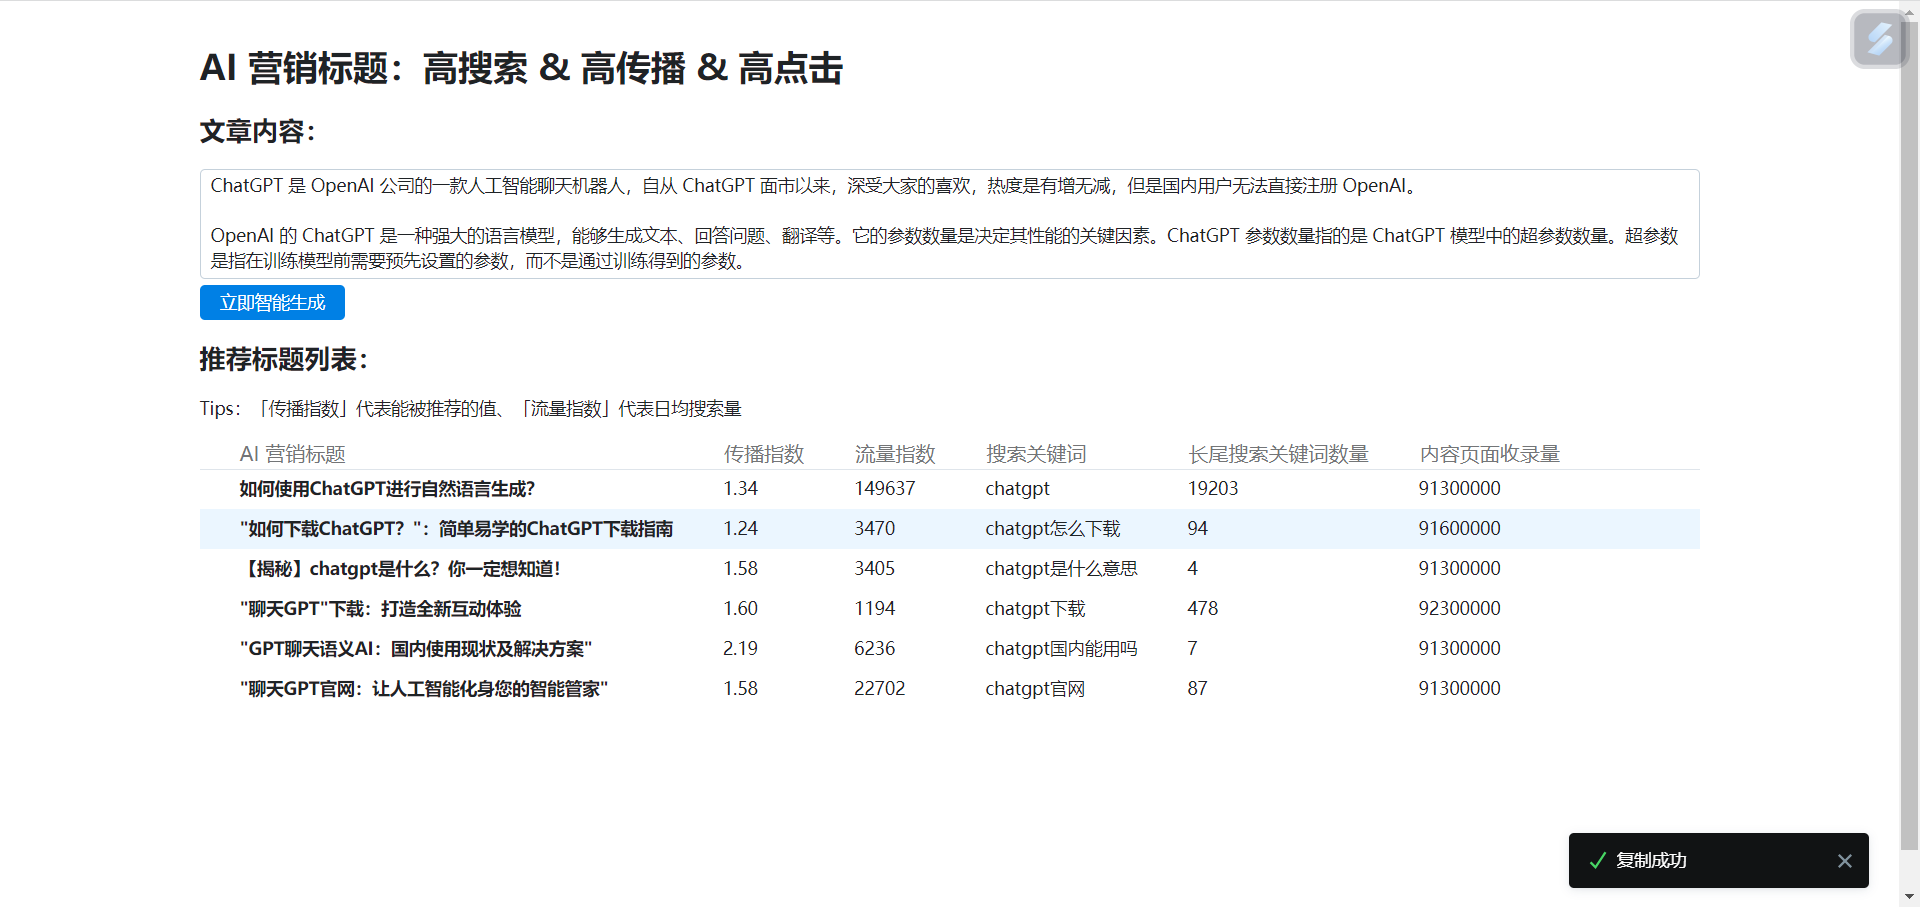 AI 营销标题：高搜索 & 高传播 & 高点击
文章内容：
ChatGPT 是 OpenAI 公司的一款人工智能聊天机器人，自从 ChatGPT 面市以来，深受大家的喜欢，热度是有增无减，但是国内用户无法直接注册 OpenAI。
OpenAI 的 ChatGPT 是一种强大的语言模型，能够生成文本、回答问题、翻译等。它的参数数量是决定其性能的关键因素。ChatGPT 参数数量指的是 ChatGPT 模型中的超参数数量。超参数
是指在训练模型前需要预先设置的参数，而不是通过训练得到的参数。
立即智能生成
推荐标题列表：
Tips：「传播指数」代表能被推荐的值、「流量指数」代表日均搜索量
AI 营销标题 传播指数 流量指数 搜索关键词 长尾搜索关键词数量 内容页面收录量
如何使用ChatGPT进行自然语言生成？ 1.34 149637 chatgpt 19203 91300000
"如何下载ChatGPT？"：简单易学的ChatGPT下载指南 1.24 3470 chatgpt怎么下载 94 91600000
【揭秘】chatgpt是什么？你一定想知道！ 1.58 3405 chatgpt是什么意思 4 91300000
"聊天GPT"下载：打造全新互动体验 1.60 1194 chatgpt下载 478 92300000
"GPT聊天语义AI：国内使用现状及解决方案" 2.19 6236 chatgpt国内能用吗 7 91300000
"聊天GPT官网：让人工智能化身您的智能管家" 1.58 22702 chatgpt官网 87 91300000
复制成功